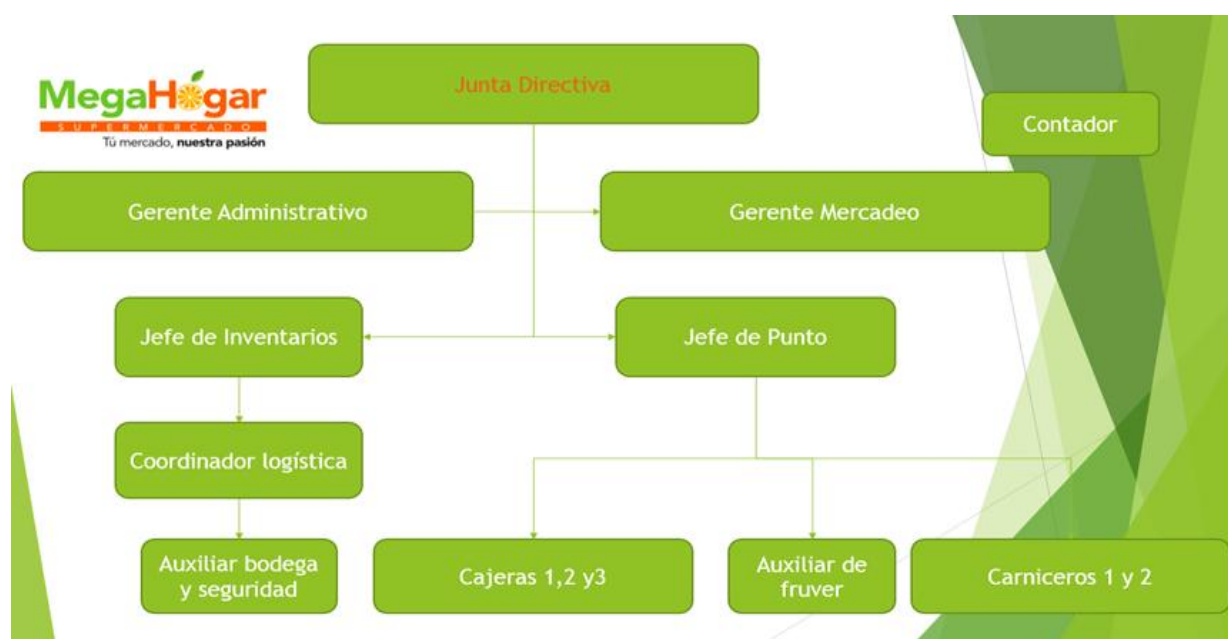 MegaHogar
SUPERMERCADO
Tú mercado, nuestra pasión
Junta Directiva
Contador
Gerente Administrativo
Gerente Mercadeo
Jefe de Inventarios
Jefe de Punto
Coordinador logística
Auxiliar bodega
y seguridad
Cajeras 1,2 y3
Auxiliar de
fruver
Carniceros 1 y 2